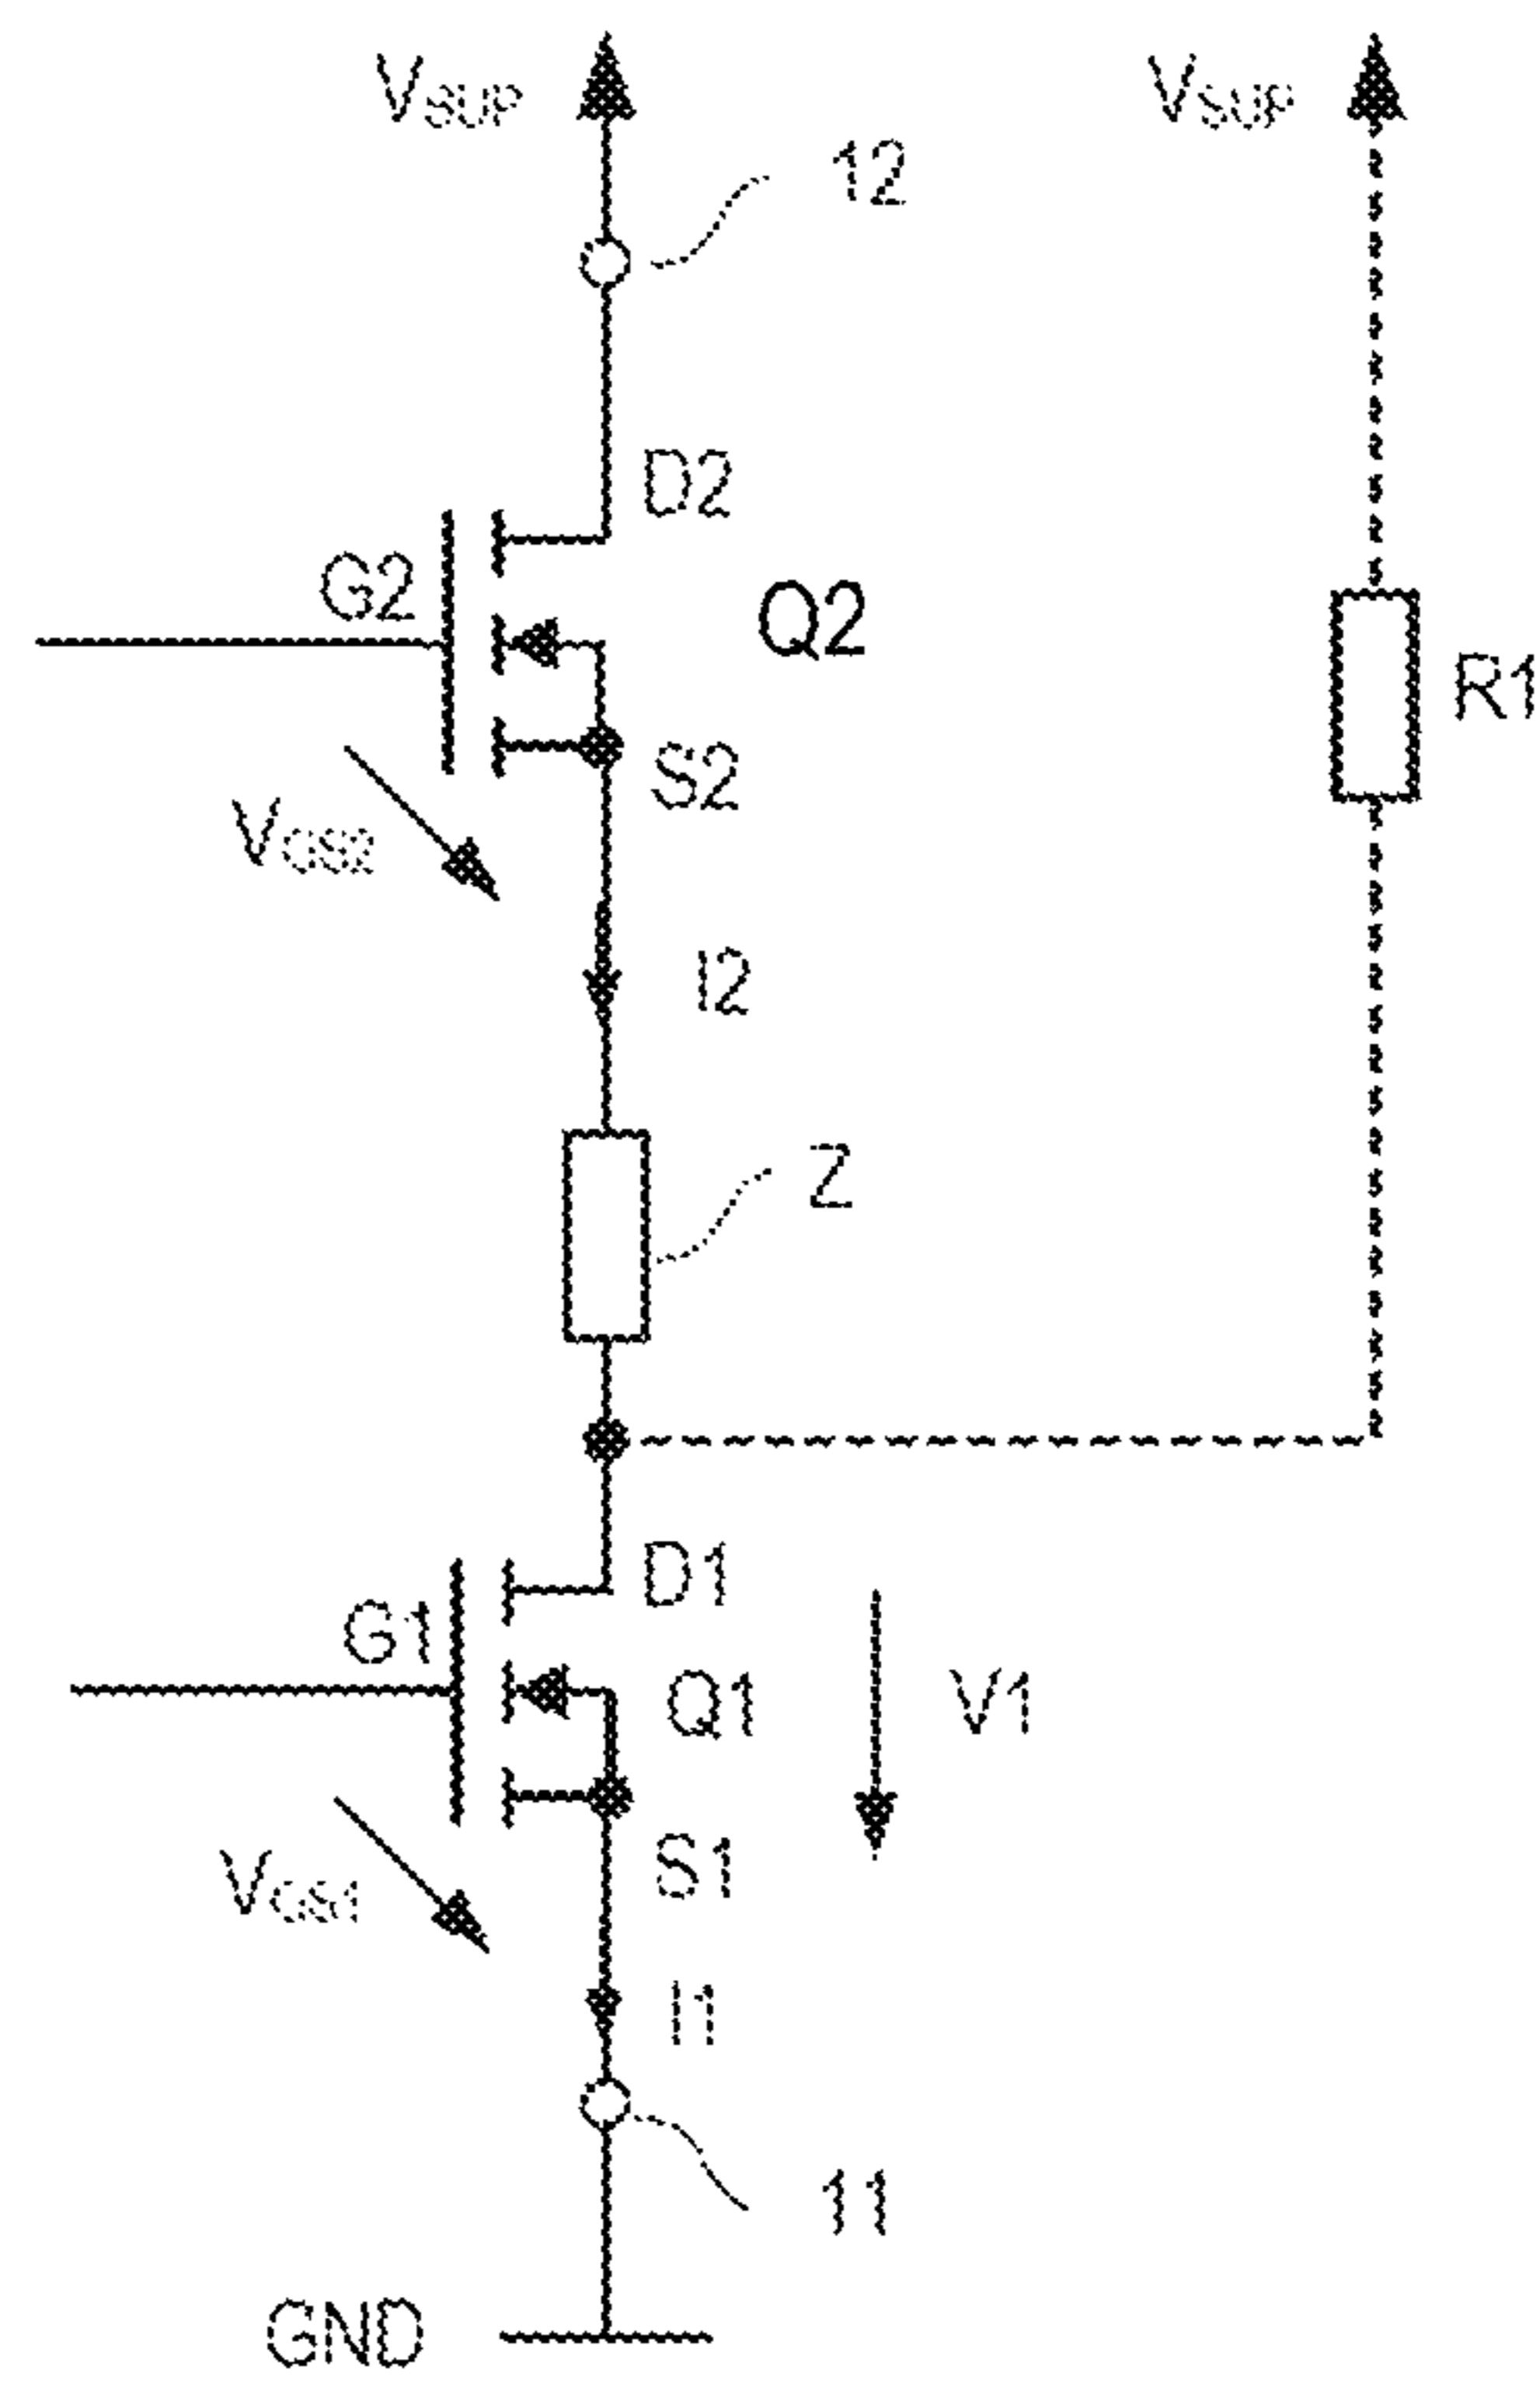 VSUP
VSUP
12
D2
G2
Q2
R1
S2
VGS2
I2
Z
D1
G1
Q1
V1
S1
VGS1
I1
11
GND